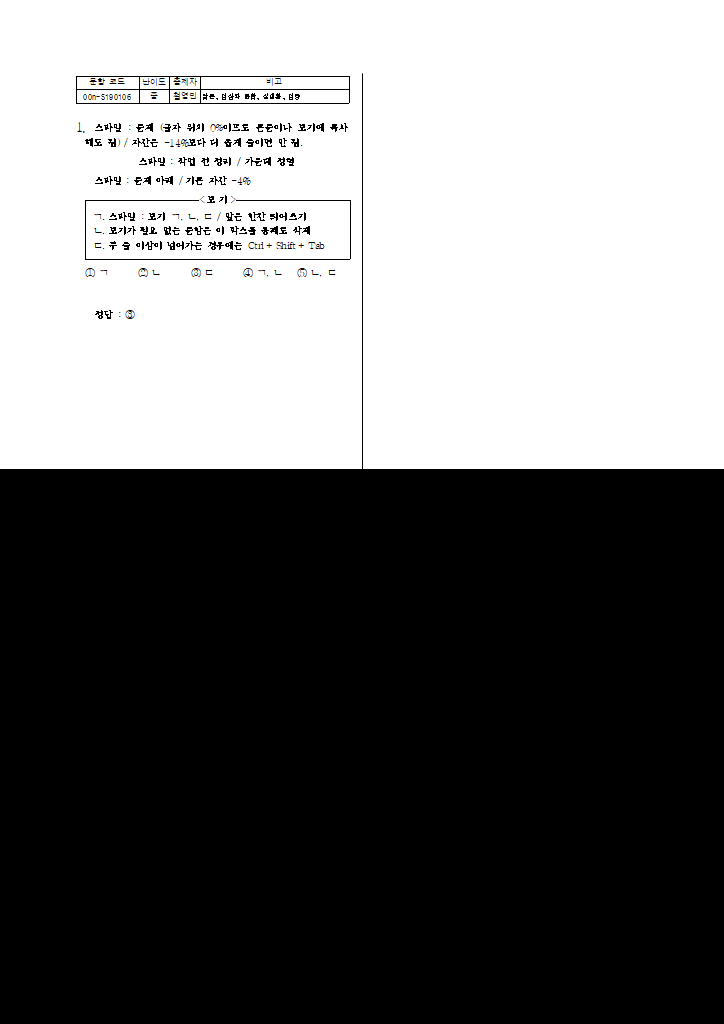 문항 코드 난이도 출제자 비고
00n-5190106 중
1. 스타일 : 문제 (글자 위치 0%이므로 본문이나 보기에 복사
해도 됨) / 자간은 -14%보다 더 좁게 줄이면 안 됨.
스타일 : 작업 전 정리 / 가운데 정렬
스타일 : 문제 아래 / 기본 자간 -4%
<보 기>
ㄱ. 스타일 : 보기 ㄱ, ㄴ, ㄷ / 앞은 한칸 띄어쓰기
ㄴ. 보기가 필요 없는 문항은 이 박스를 통째로 삭제
ㄷ. 두 줄 이상이 넘어가는 경우에는 Ctrl + Shift + Tab
① ㄱ ② ㄴ ③ ㄷ ④ ㄱ, ㄴ ⑤ ㄴ, ㄷ
정답 : ③